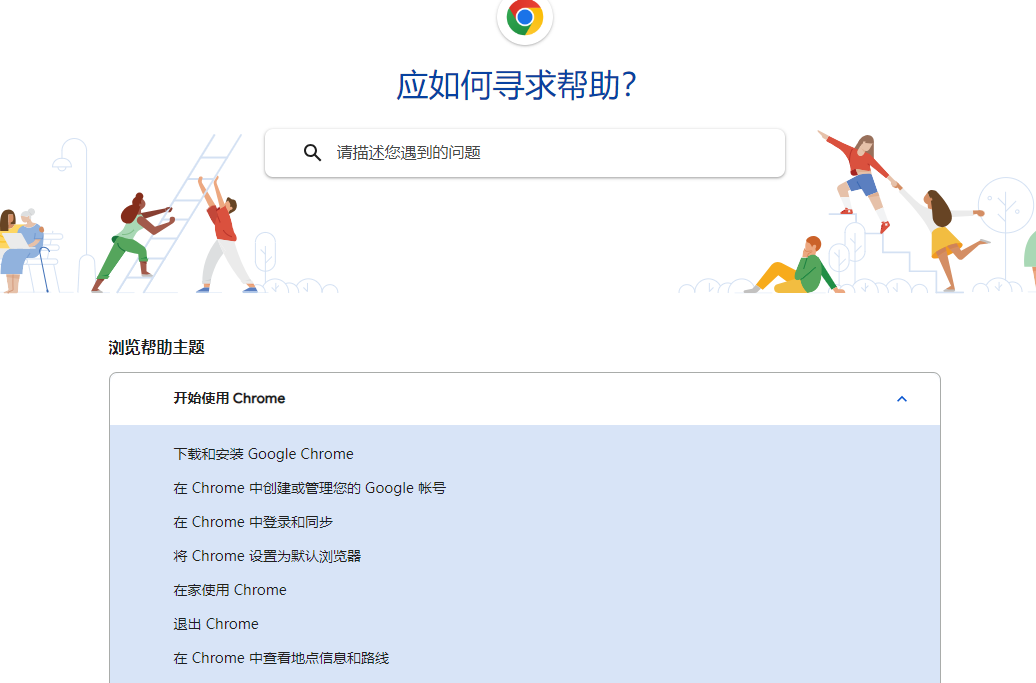 应如何寻求帮助？
请描述您遇到的问题
浏览帮助主题
开始使用 Chrome
下载和安装 Google Chrome
在 Chrome 中创建或管理您的 Google 帐号
在 Chrome 中登录和同步
将 Chrome 设置为默认浏览器
在家使用 Chrome
退出 Chrome
在 Chrome 中查看地点信息和路线